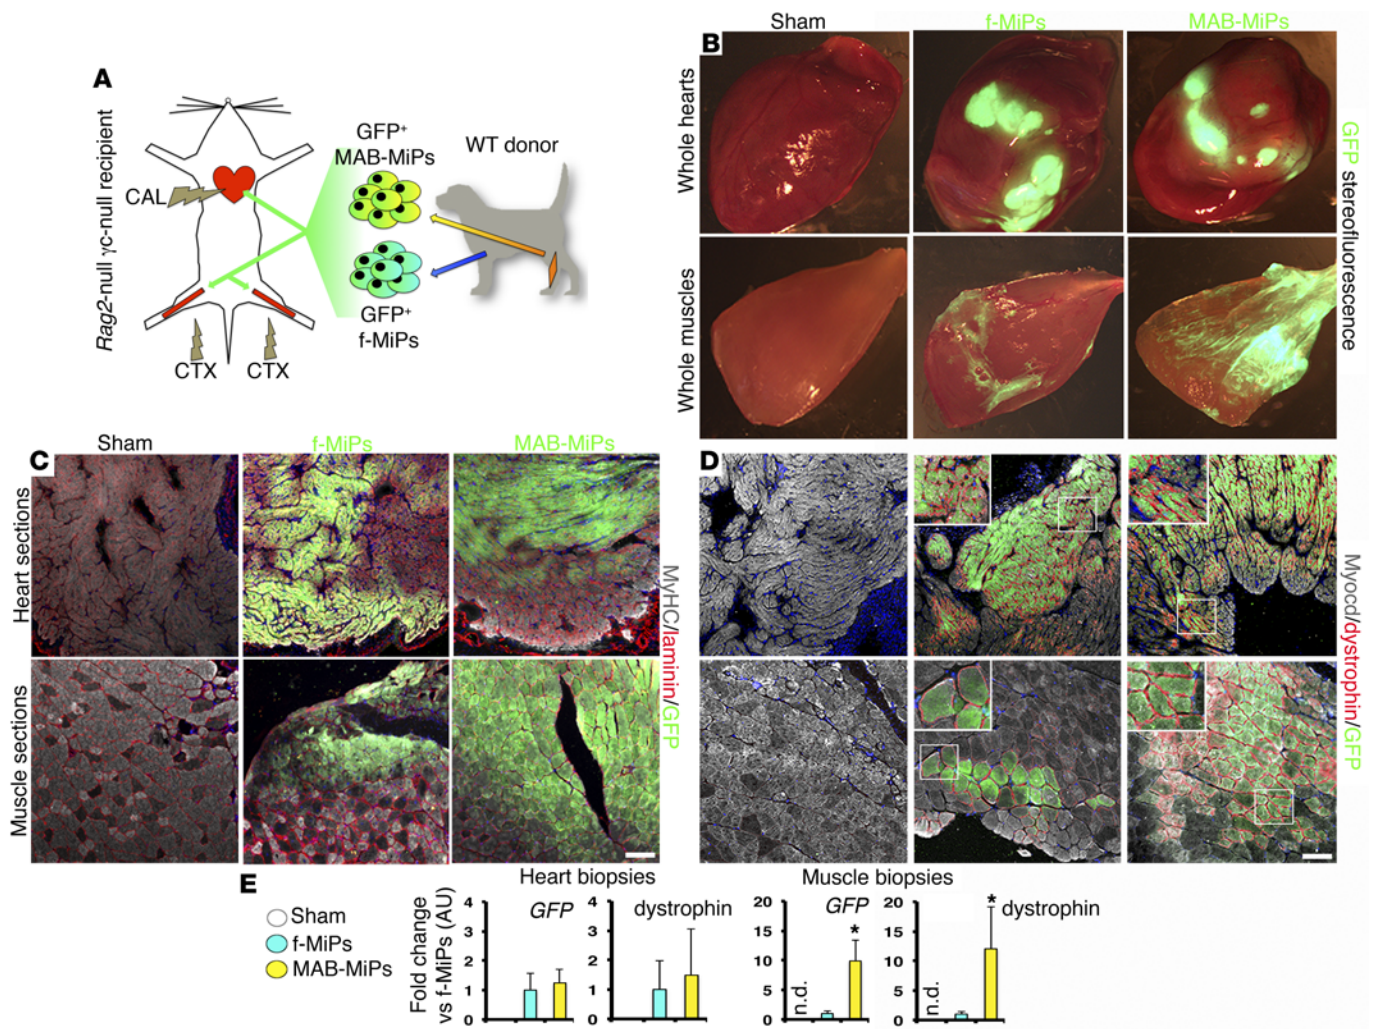 A
Rag2-null γc-null recipient
CAL
CTX
CTX
GFP+
MAB-MiPs
GFP+
f-MiPs
WT donor
B
Sham
f-MiPs
MAB-MiPs
Whole hearts
Whole muscles
GFP stereofluorescence
C
Sham
f-MiPs
MAB-MiPs
Heart sections
Muscle sections
MyHC/laminin/GFP
D
Myocd/dystrophin/GFP
E
Sham
f-MiPs
MAB-MiPs
Heart biopsies
Muscle biopsies
Fold change
vs f-MiPs (AU)
4
3
2
1
0
GFP
4
3
2
1
0
dystrophin
20
15
10
5
0
GFP
n.d.
*
20
15
10
5
0
dystrophin
n.d.
*